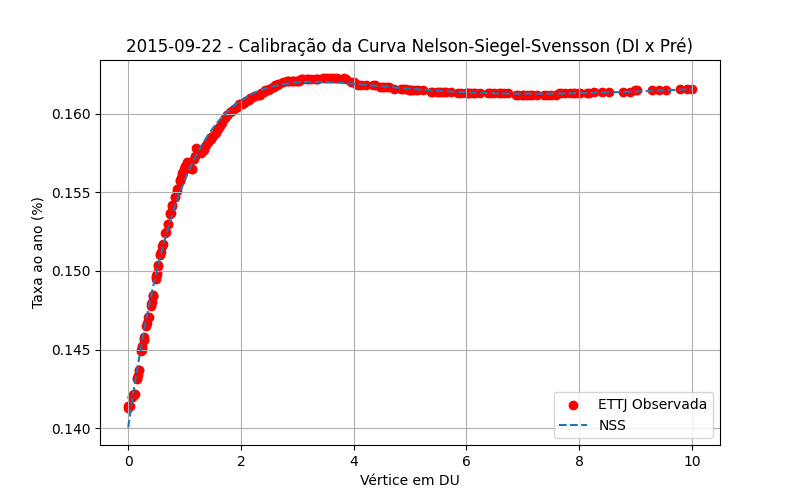 2015-09-22 - Calibração da Curva Nelson-Siegel-Svensson (DI x Pré)
Taxa ao ano (%)
0.160
0.155
0.150
0.145
0.140
0 2 4 6 8 10
Vértice em DU
ETTJ Observada
NSS